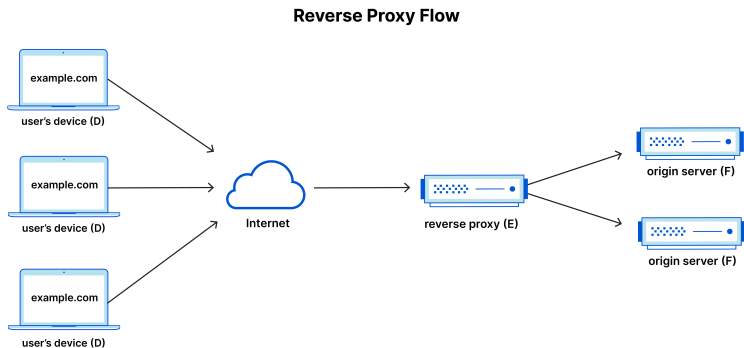 Reverse Proxy Flow
example.com
user's device (D)
example.com
user's device (D)
example.com
user's device (D)
Internet
reverse proxy (E)
origin server (F)
origin server (F)